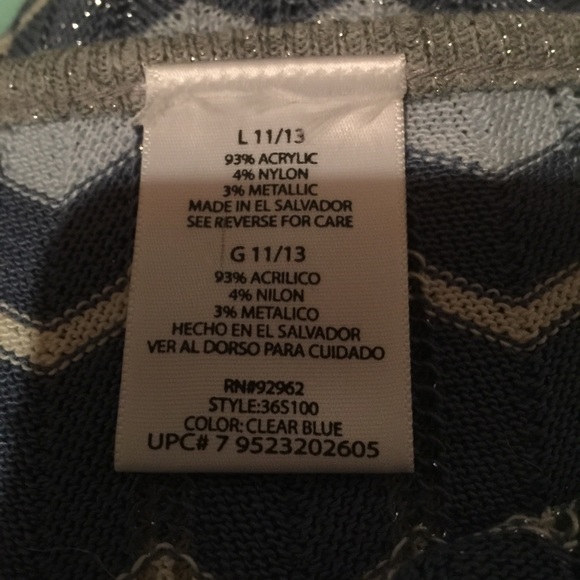 L 11/13
93% ACRYLIC
4% NYLON
3% METALLIC
MADE IN EL SALVADOR
SEE REVERSE FOR CARE
G 11/13
93% ACRILICO
4% NILON
3% METALICO
HECHO EN EL SALVADOR
VER AL DORSO PARA CUIDADO
RN#92962
STYLE:36S100
COLOR: CLEAR BLUE
UPC# 7 9523202605